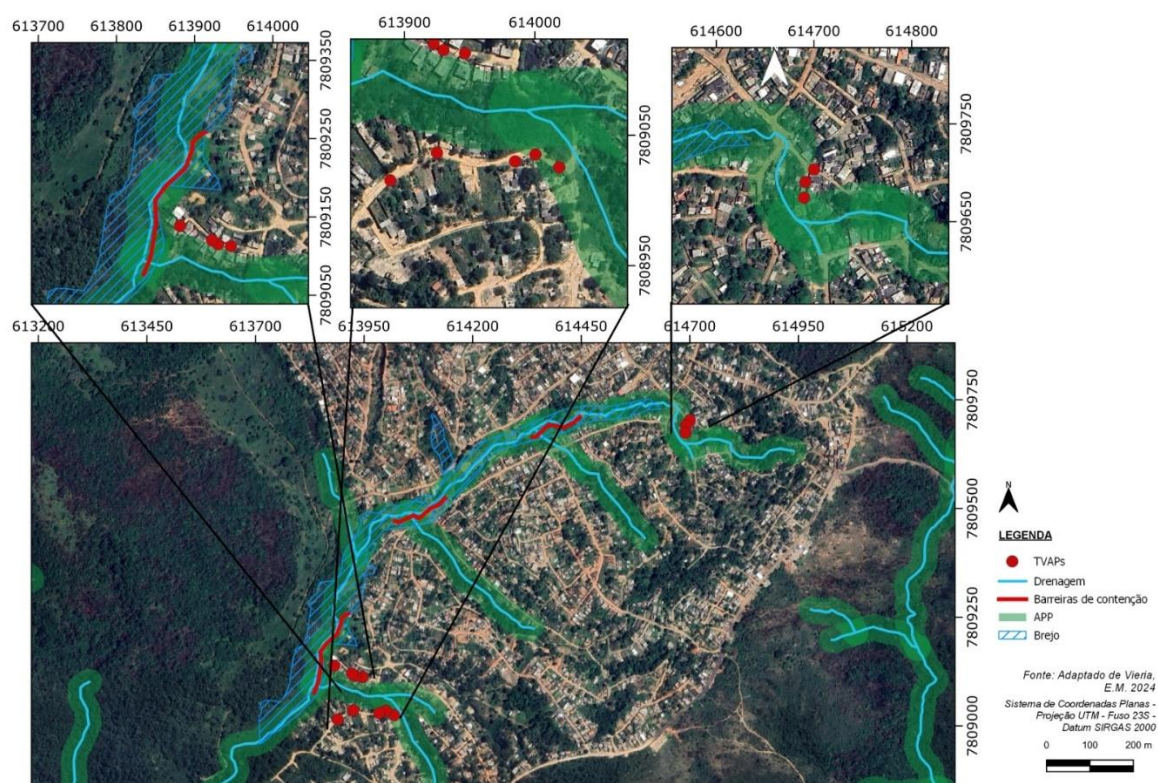 613700 613800 613900 614000
7809350
7809250
7809150
7809050
613900 614000
7809050
7808950
614600 614700 614800
7809750
7809650
613200 613450 613700 613950 614200 614450 614700 614950 615200
7809750
7809500
7809250
7809000
N
LEGENDA
TVAPs
Drenagem
Barreiras de contenção
APP
Brejo
Fonte: Adaptado de Vieria,
E.M. 2024
Sistema de Coordenadas Planas -
Projeção UTM - Fuso 23S -
Datum SIRGAS 2000
0 100 200 m